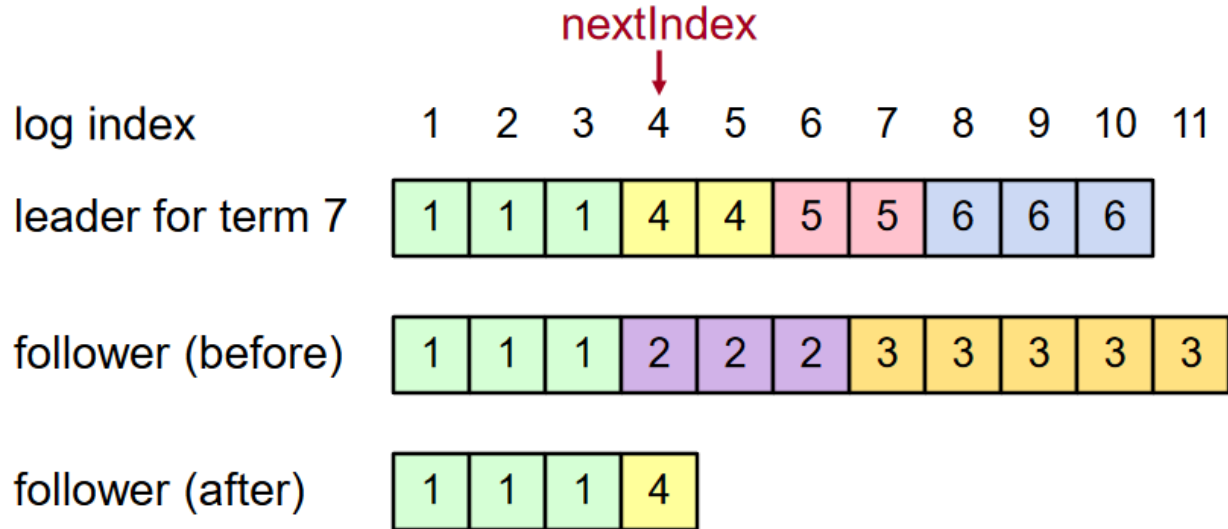 nextIndex
log index 1 2 3 4 5 6 7 8 9 10 11
leader for term 7 1 1 1 4 4 5 5 6 6 6
follower (before) 1 1 1 2 2 2 3 3 3 3 3
follower (after) 1 1 1 4